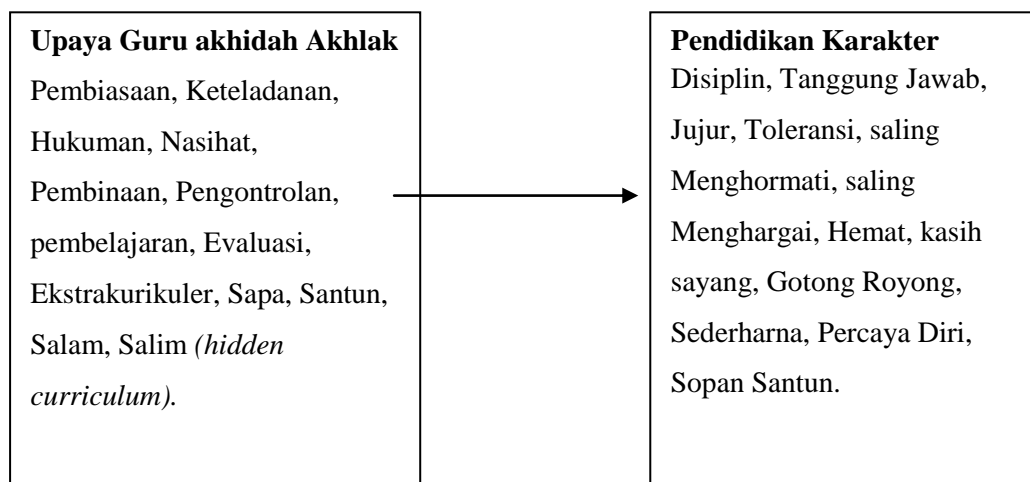 Upaya Guru akhidah Akhlak
Pembiasaan, Keteladanan,
Hukuman, Nasihat,
Pembinaan, Pengontrolan,
pembelajaran, Evaluasi,
Ekstrakurikuler, Sapa, Santun,
Salam, Salim (hidden
curriculum).
Pendidikan Karakter
Disiplin, Tanggung Jawab,
Jujur, Toleransi, saling
Menghormati, saling
Menghargai, Hemat, kasih
sayang, Gotong Royong,
Sederharna, Percaya Diri,
Sopan Santun.